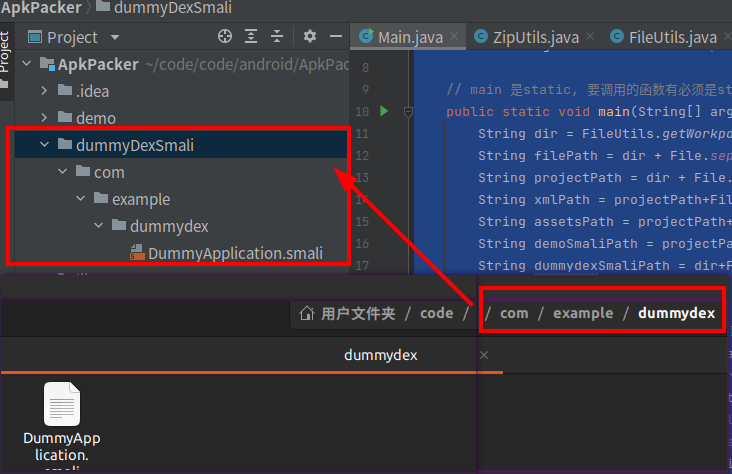 ApkPacker 〉 dummyDexSmali
Project
Project
Main.java
ZipUtils.java
FileUtils.java
ApkPacker ~/code/code/android/ApkPac
.idea
demo
dummyDexSmali
com
example
dummydex
DummyApplication.smali
8
9 // main 是static, 要调用的函数有必须是st
10 public static void main(String[] arg
11 String dir = FileUtils.getWorkpa
12 String filePath = dir + File.sep
13 String projectPath = dir + File.
14 String xmlPath = projectPath+Fil
15 String assetsPath = projectPath+
16 String demoSmaliPath = projectPa
17 String dummydexSmaliPath = dir+F
用户文件夹 / code / / com / example / dummydex
dummydex ×
DummyApp
lication.